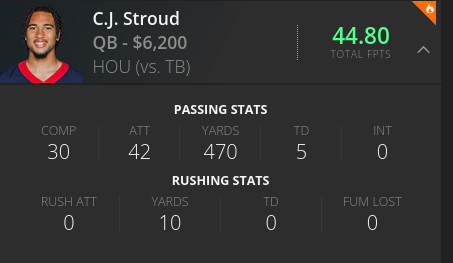 C.J. Stroud
QB - $6,200
HOU (vs. TB)
44.80
TOTAL FPTS
PASSING STATS
COMP ATT YARDS TD INT
30 42 470 5 0
RUSHING STATS
RUSH ATT YARDS TD FUM LOST
0 10 0 0